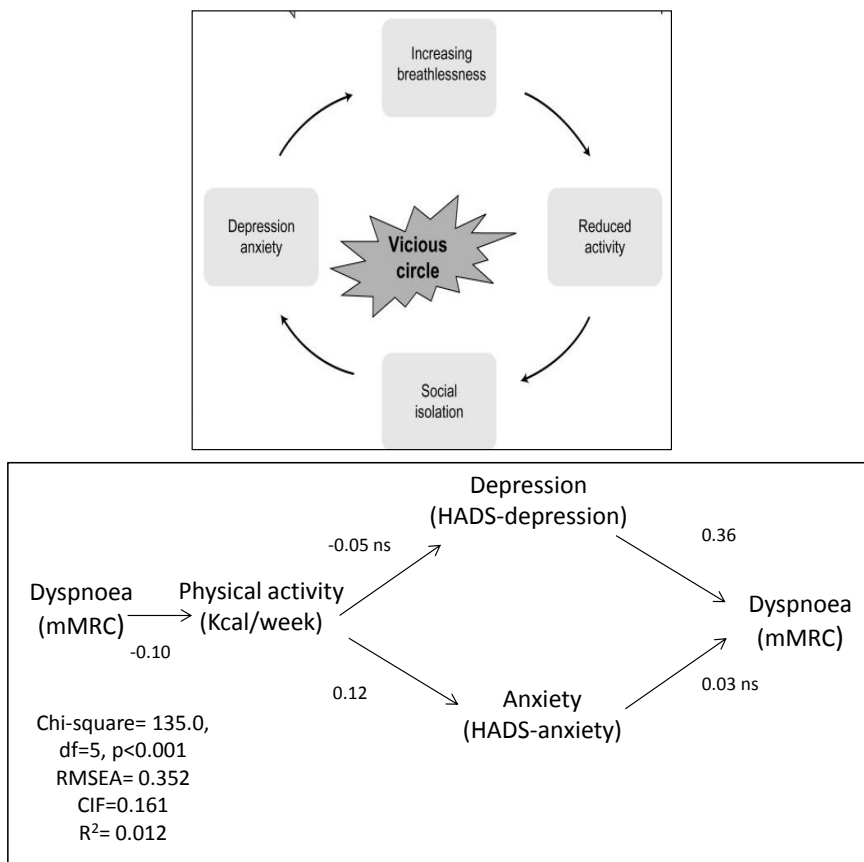 Increasing
breathlessness
Depression
anxiety
Vicious
circle
Reduced
activity
Social
isolation
Depression
(HADS-depression)
-0.05 ns
0.36
Dyspnoea
(mMRC)
-0.10
Physical activity
(Kcal/week)
Dyspnoea
(mMRC)
0.12
Anxiety
(HADS-anxiety)
0.03 ns
Chi-square= 135.0,
df=5, p<0.001
RMSEA= 0.352
CIF=0.161
R²= 0.012